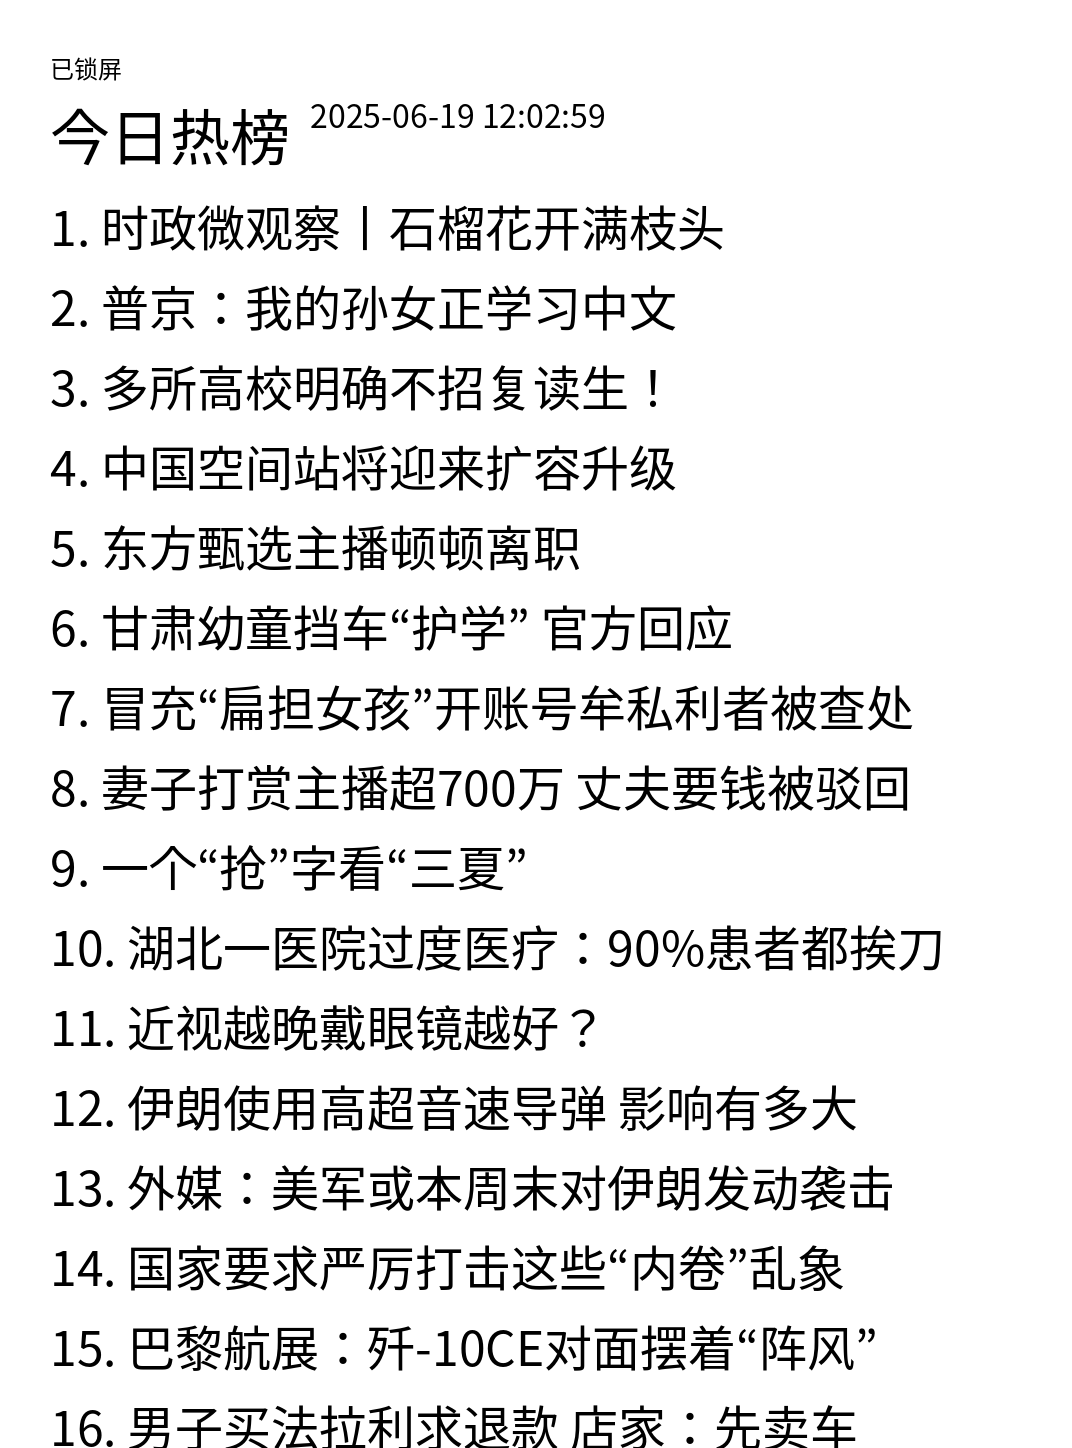 已锁屏
今日热榜 2025-06-19 12:02:59
1. 时政微观察丨石榴花开满枝头
2. 普京：我的孙女正学习中文
3. 多所高校明确不招复读生！
4. 中国空间站将迎来扩容升级
5. 东方甄选主播顿顿离职
6. 甘肃幼童挡车“护学” 官方回应
7. 冒充“扁担女孩”开账号牟私利者被查处
8. 妻子打赏主播超700万 丈夫要钱被驳回
9. 一个“抢”字看“三夏”
10. 湖北一医院过度医疗：90%患者都挨刀
11. 近视越晚戴眼镜越好？
12. 伊朗使用高超音速导弹 影响有多大
13. 外媒：美军或本周末对伊朗发动袭击
14. 国家要求严厉打击这些“内卷”乱象
15. 巴黎航展：歼-10CE对面摆着“阵风”
16. 男子买法拉利求退款 店家：先卖车